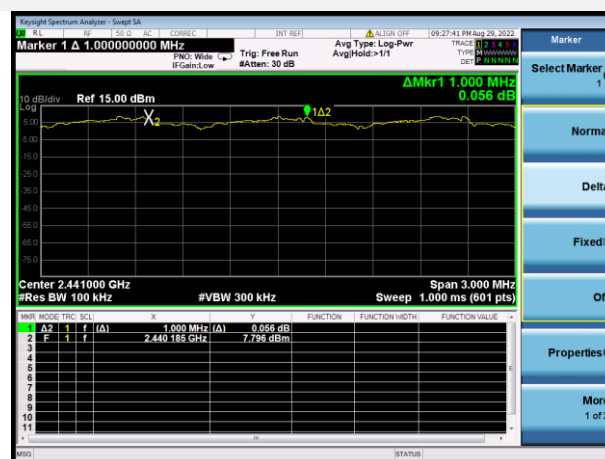 Keysight Spectrum Analyzer - Swept SA
RL RF 50 Ω AC CORREC INT REF ALIGN OFF 09:27:41 PM Aug 29, 2022
Marker 1 Δ 1.000000000 MHz
PNO: Wide
IFGain:Low
Trig: Free Run
#Atten: 30 dB
Avg Type: Log-Pwr
Avg|Hold:>1/1
TRACE 1 2 3 4 5 6
TYPE M W W W W W
DET P N N N N N
ΔMkr1 1.000 MHz
0.056 dB
10 dB/div Ref 15.00 dBm
Log
5.00
-5.00
-15.0
-25.0
-35.0
-45.0
-55.0
-65.0
-75.0
X2
1Δ2
Center 2.441000 GHz Span 3.000 MHz
#Res BW 100 kHz #VBW 300 kHz Sweep 1.000 ms (601 pts)
MKR MODE TRC SCL X Y FUNCTION FUNCTION WIDTH FUNCTION VALUE
1 Δ2 1 f (Δ) 1.000 MHz (Δ) 0.056 dB
2 F 1 f 2.440 185 GHz 7.796 dBm
3
4
5
6
7
8
9
10
11
MSG STATUS
Marker
Select Marker
1
Norma
Delta
Fixed
Of
Properties
More
1 of 2